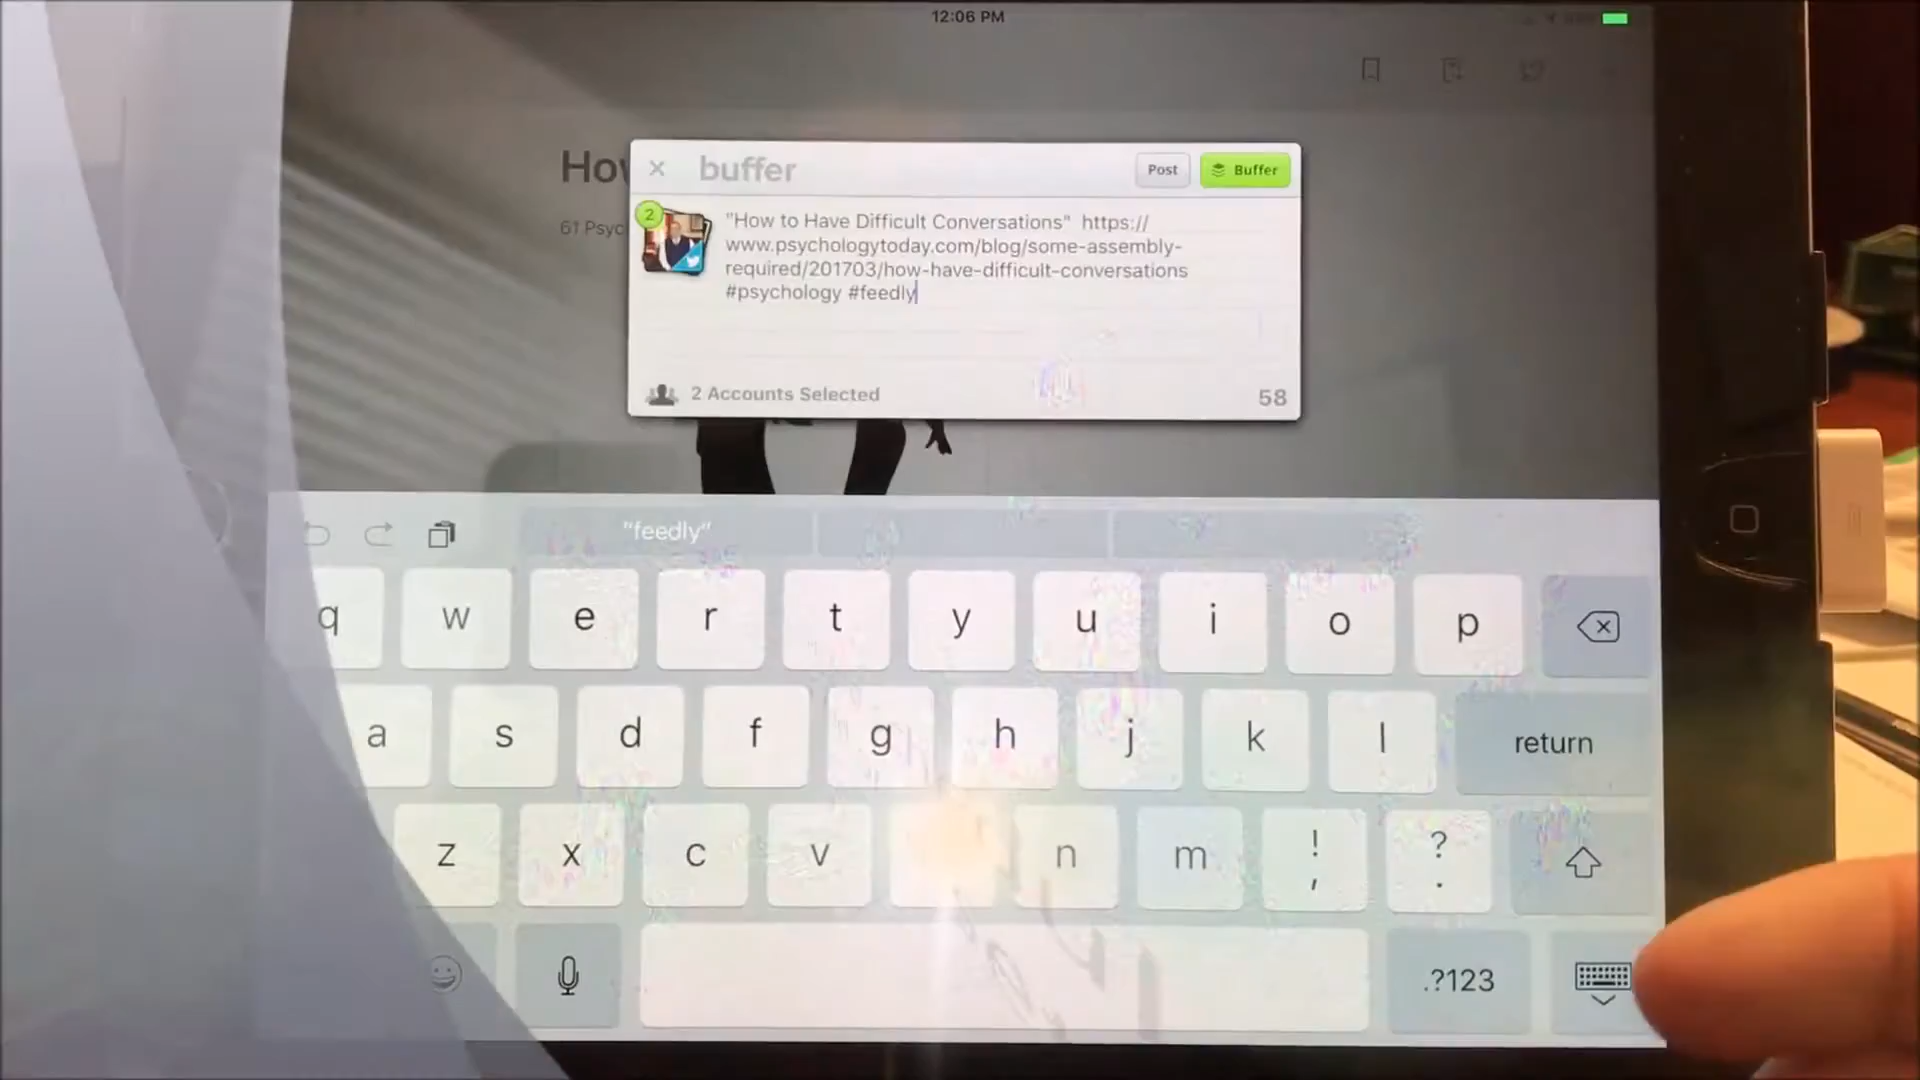 12:06 PM
How
61 Psyc
buffer
Post
Buffer
2
"How to Have Difficult Conversations" https://
www.psychologytoday.com/blog/some-assembly-
required/201703/how-have-difficult-conversations
#psychology #feedly
2 Accounts Selected
58
"feedly"
q w e r t y u i o p
a s d f g h j k l return
z x c v n m ! , ? .
.?123